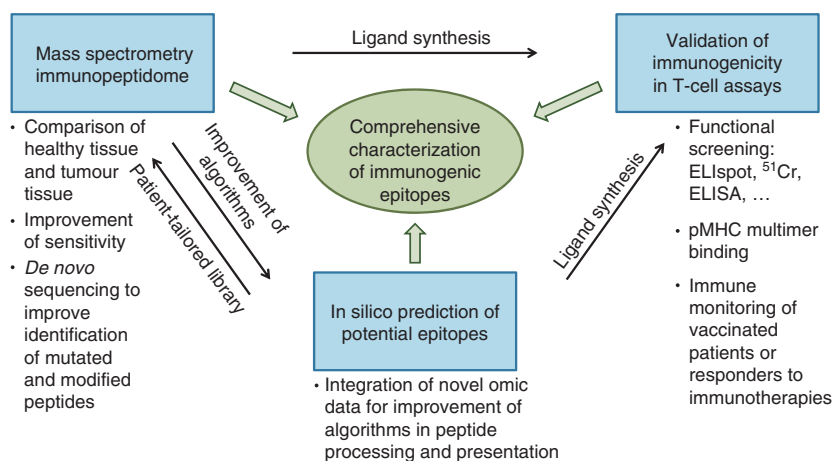 Mass spectrometry
immunopeptidome
Ligand synthesis
Validation of
immunogenicity
in T-cell assays
Comprehensive
characterization
of immunogenic
epitopes
• Comparison of
healthy tissue
and tumour
tissue
• Improvement
of sensitivity
• De novo
sequencing to
improve
identification
of mutated
and modified
peptides
Improvement of
algorithms
Patient-tailored library
Ligand synthesis
• Functional
screening:
ELIspot, ⁵¹Cr,
ELISA, …
• pMHC multimer
binding
• Immune
monitoring of
vaccinated
patients or
responders to
immunotherapies
In silico prediction of
potential epitopes
• Integration of novel omic
data for improvement of
algorithms in peptide
processing and presentation